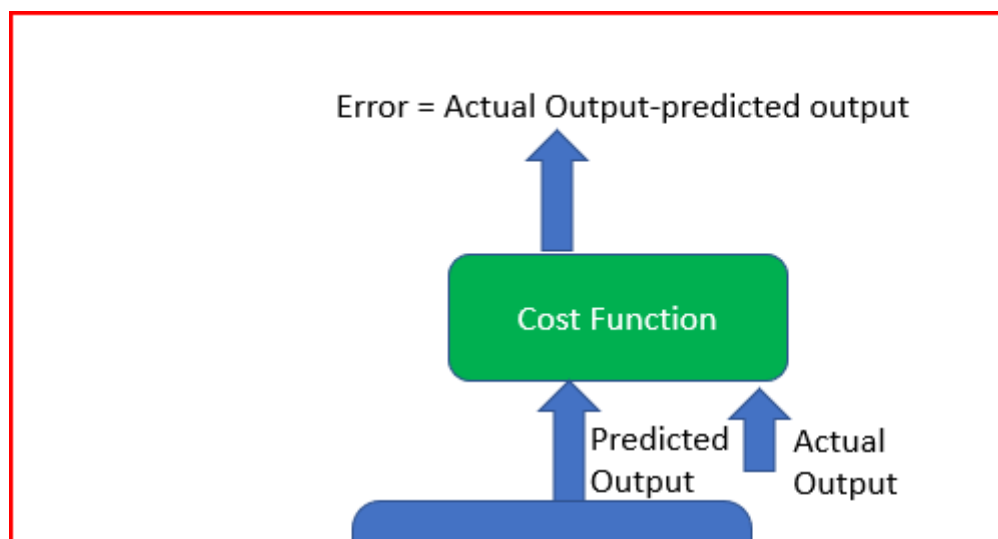 Error = Actual Output-predicted output
Cost Function
Predicted
Output
Actual
Output